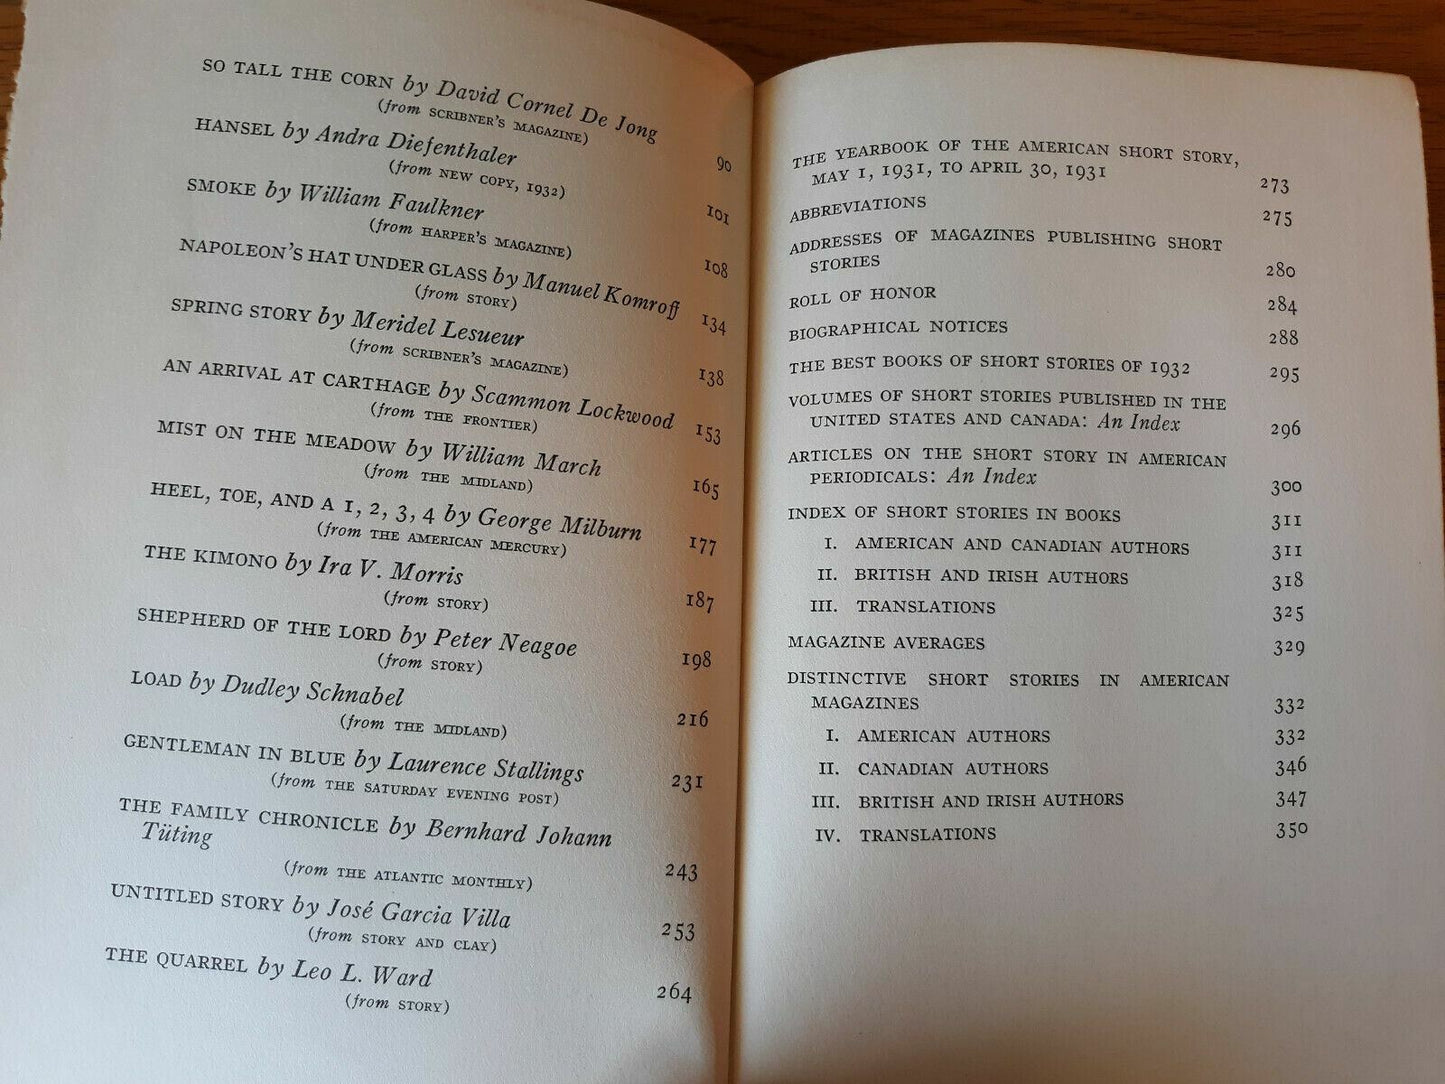 SO TALL THE CORN by David Cornel De Jong
(from SCRIBNER'S MAGAZINE) 90
HANSEL by Andra Diefenthaler
(from NEW COPY, 1932) 101
SMOKE by William Faulkner
(from HARPER'S MAGAZINE) 108
NAPOLEON'S HAT UNDER GLASS by Manuel Komroff
(from STORY) 134
SPRING STORY by Meridel Lesueur
(from SCRIBNER'S MAGAZINE) 138
AN ARRIVAL AT CARTHAGE by Scammon Lockwood
(from THE FRONTIER) 153
MIST ON THE MEADOW by William March
(from THE MIDLAND) 165
HEEL, TOE, AND A 1, 2, 3, 4 by George Milburn
(from THE AMERICAN MERCURY) 177
THE KIMONO by Ira V. Morris
(from STORY) 187
SHEPHERD OF THE LORD by Peter Neagoe
(from STORY) 198
LOAD by Dudley Schnabel
(from THE MIDLAND) 216
GENTLEMAN IN BLUE by Laurence Stallings
(from THE SATURDAY EVENING POST) 231
THE FAMILY CHRONICLE by Bernhard Johann
Tüting
(from THE ATLANTIC MONTHLY) 243
UNTITLED STORY by José Garcia Villa
(from STORY AND CLAY) 253
THE QUARREL by Leo L. Ward
(from STORY) 264
THE YEARBOOK OF THE AMERICAN SHORT STORY,
MAY 1, 1931, TO APRIL 30, 1931 273
ABBREVIATIONS 275
ADDRESSES OF MAGAZINES PUBLISHING SHORT
STORIES 280
ROLL OF HONOR 284
BIOGRAPHICAL NOTICES 288
THE BEST BOOKS OF SHORT STORIES OF 1932 295
VOLUMES OF SHORT STORIES PUBLISHED IN THE
UNITED STATES AND CANADA: An Index 296
ARTICLES ON THE SHORT STORY IN AMERICAN
PERIODICALS: An Index 300
INDEX OF SHORT STORIES IN BOOKS 311
I. AMERICAN AND CANADIAN AUTHORS 311
II. BRITISH AND IRISH AUTHORS 318
III. TRANSLATIONS 325
MAGAZINE AVERAGES 329
DISTINCTIVE SHORT STORIES IN AMERICAN
MAGAZINES 332
I. AMERICAN AUTHORS 332
II. CANADIAN AUTHORS 346
III. BRITISH AND IRISH AUTHORS 347
IV. TRANSLATIONS 350